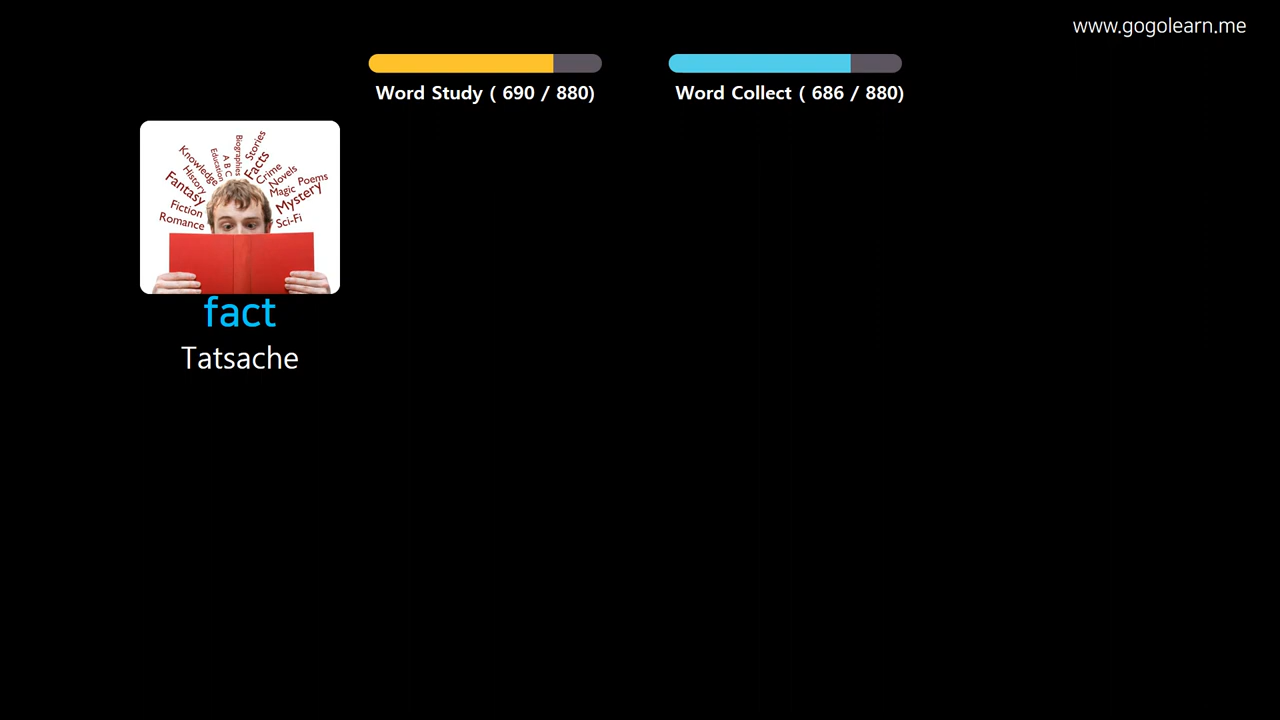 www.gogolearn.me
Word Study ( 690 / 880)
Word Collect ( 686 / 880)
Knowledge
History
Fantasy
Fiction
Romance
Education
A B C
Biographies
Stories
Facts
Crime
Novels
Magic
Poems
Mystery
Sci-Fi
fact
Tatsache